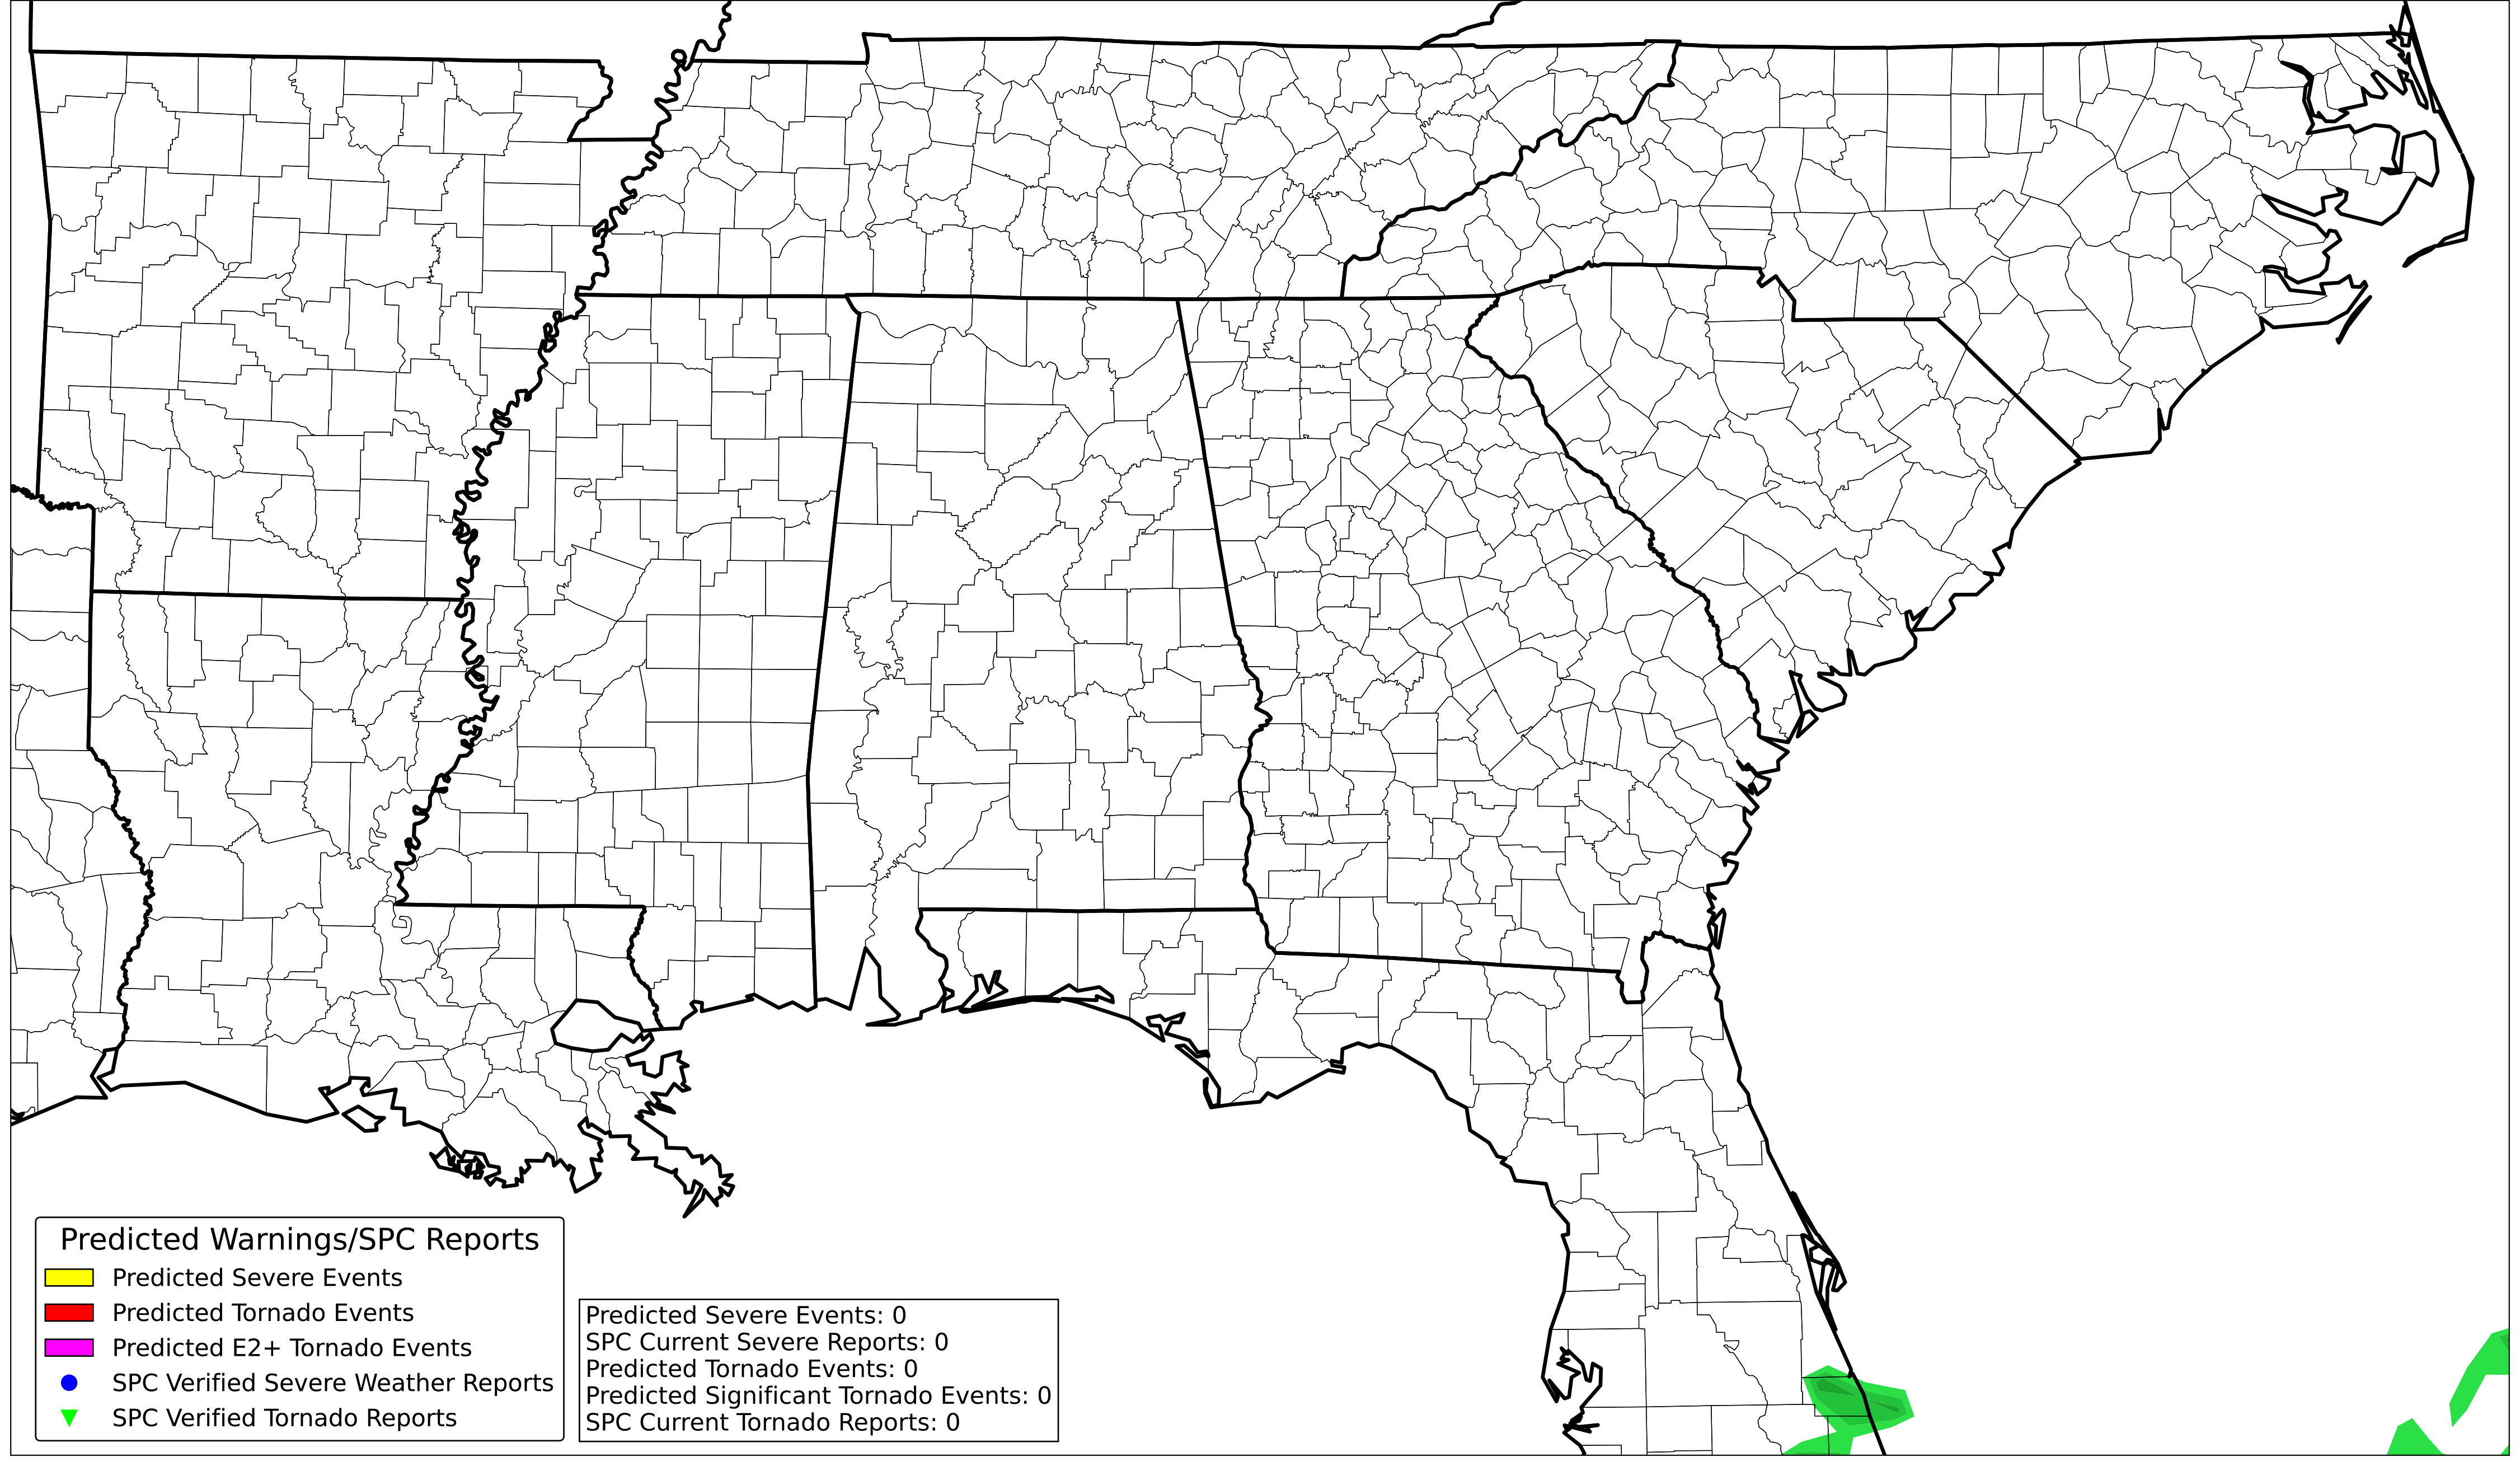 Predicted Warnings/SPC Reports
Predicted Severe Events
Predicted Tornado Events
Predicted E2+ Tornado Events
SPC Verified Severe Weather Reports
SPC Verified Tornado Reports
Predicted Severe Events: 0
SPC Current Severe Reports: 0
Predicted Tornado Events: 0
Predicted Significant Tornado Events: 0
SPC Current Tornado Reports: 0